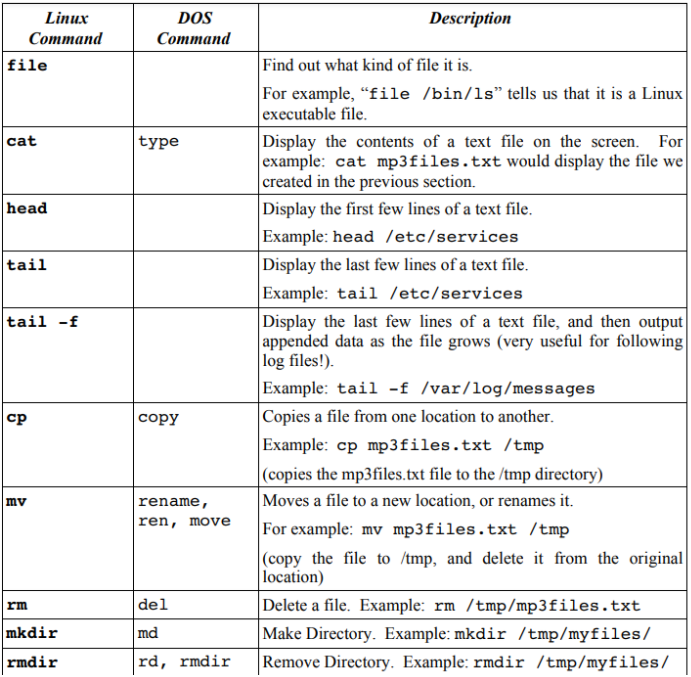 Linux Command DOS Command Description
file Find out what kind of file it is.
For example, “file /bin/ls” tells us that it is a Linux
executable file.
cat type Display the contents of a text file on the screen. For
example: cat mp3files.txt would display the file we
created in the previous section.
head Display the first few lines of a text file.
Example: head /etc/services
tail Display the last few lines of a text file.
Example: tail /etc/services
tail -f Display the last few lines of a text file, and then output
appended data as the file grows (very useful for following
log files!).
Example: tail -f /var/log/messages
cp copy Copies a file from one location to another.
Example: cp mp3files.txt /tmp
(copies the mp3files.txt file to the /tmp directory)
mv rename, Moves a file to a new location, or renames it.
ren, move For example: mv mp3files.txt /tmp
(copy the file to /tmp, and delete it from the original
location)
rm del Delete a file. Example: rm /tmp/mp3files.txt
mkdir md Make Directory. Example: mkdir /tmp/myfiles/
rmdir rd, rmdir Remove Directory. Example: rmdir /tmp/myfiles/